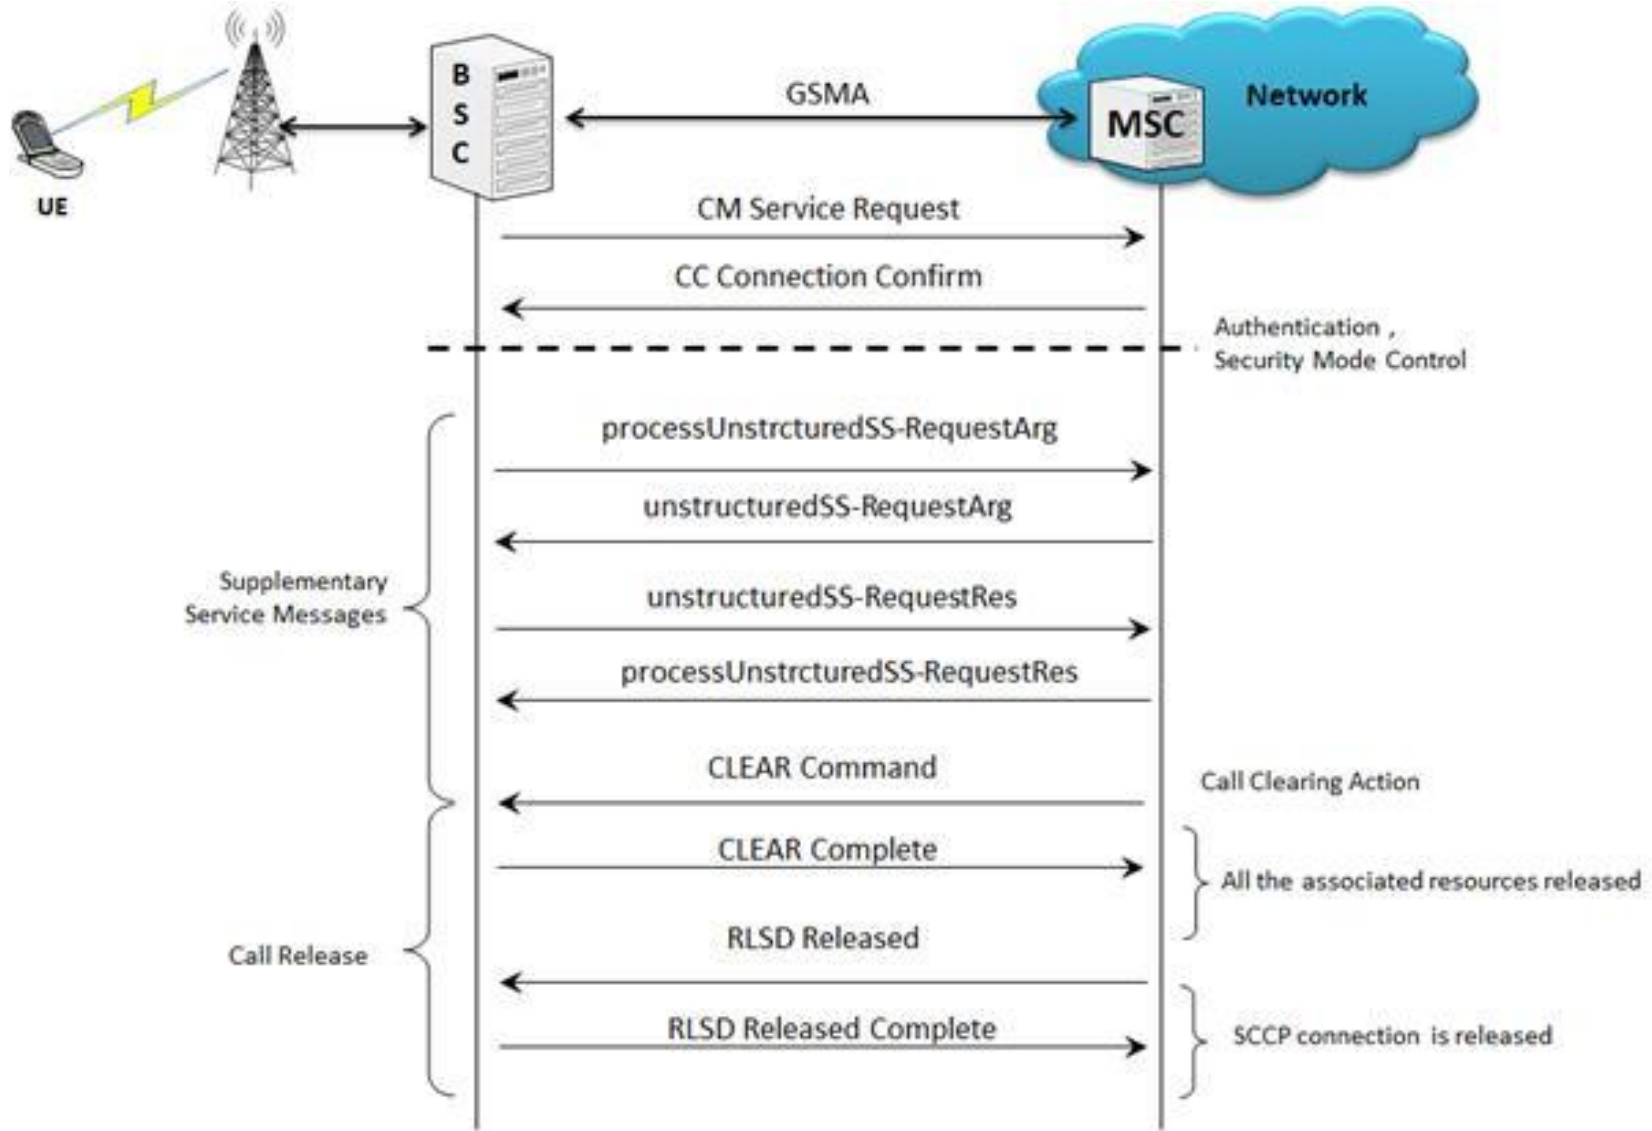 B
S
C
GSMA
MSC
Network
UE
CM Service Request
CC Connection Confirm
Authentication ,
Security Mode Control
processUnstrcturedSS-RequestArg
unstructuredSS-RequestArg
Supplementary
Service Messages
unstructuredSS-RequestRes
processUnstrcturedSS-RequestRes
CLEAR Command
Call Clearing Action
CLEAR Complete
All the associated resources released
RLSD Released
Call Release
RLSD Released Complete
SCCP connection is released